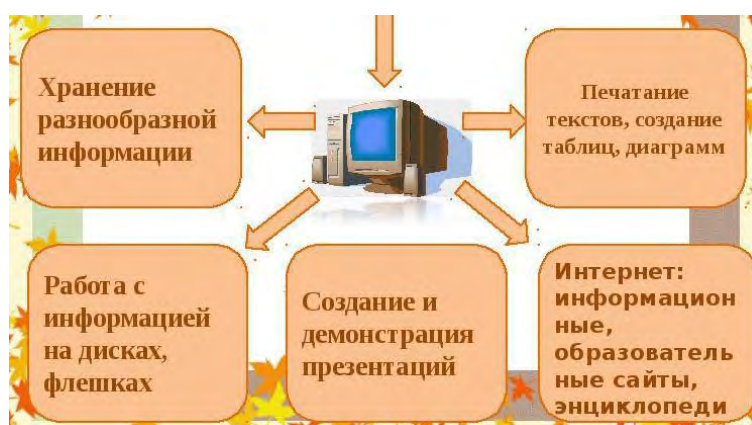 Хранение
разнообразной
информации
Печатание
текстов, создание
таблиц, диаграмм
Работа с
информацией
на дисках,
флешках
Создание и
демонстрация
презентаций
Интернет:
информацион
ные,
образователь
ные сайты,
энциклопеди